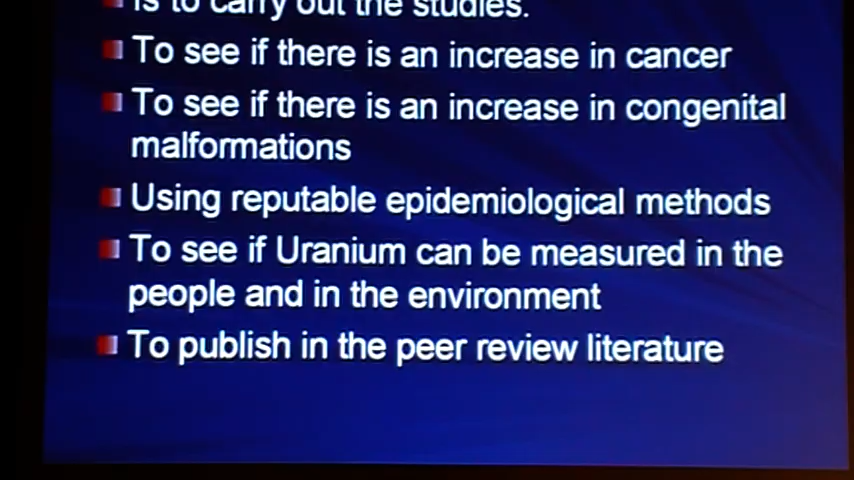 is to carry out the studies.
To see if there is an increase in cancer
To see if there is an increase in congenital
malformations
Using reputable epidemiological methods
To see if Uranium can be measured in the
people and in the environment
To publish in the peer review literature